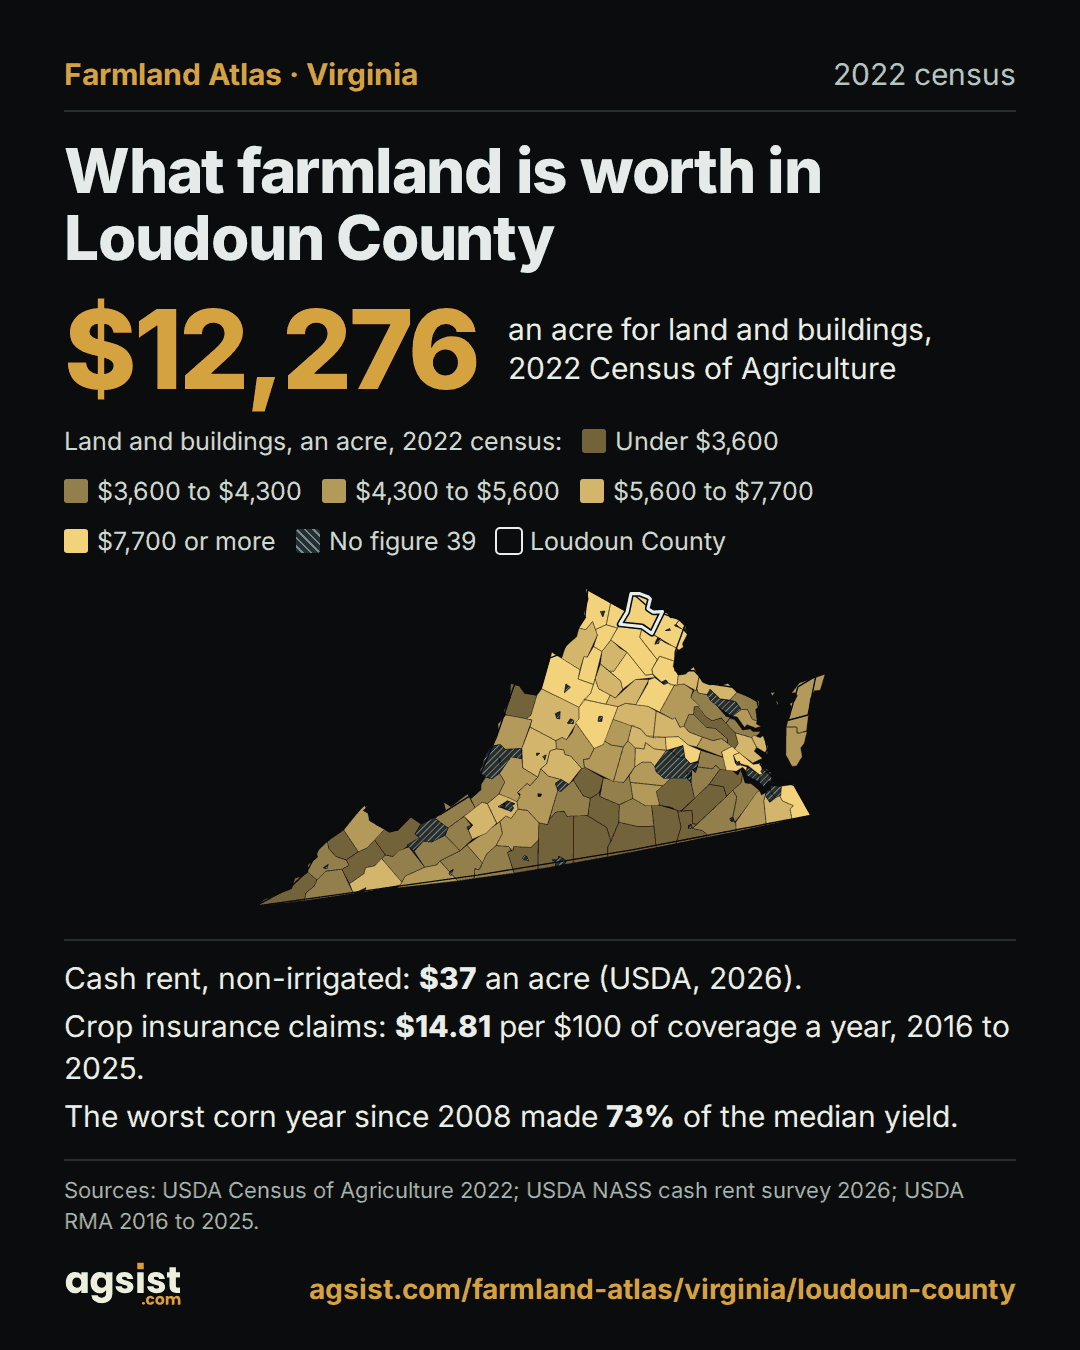 Farmland Atlas · Virginia
2022 census
What farmland is worth in
Loudoun County
$12,276
an acre for land and buildings,
2022 Census of Agriculture
Land and buildings, an acre, 2022 census: Under $3,600
$3,600 to $4,300 $4,300 to $5,600 $5,600 to $7,700
$7,700 or more No figure 39 Loudoun County
Cash rent, non-irrigated: $37 an acre (USDA, 2026).
Crop insurance claims: $14.81 per $100 of coverage a year, 2016 to
2025.
The worst corn year since 2008 made 73% of the median yield.
Sources: USDA Census of Agriculture 2022; USDA NASS cash rent survey 2026; USDA
RMA 2016 to 2025.
agsist
.com
agsist.com/farmland-atlas/virginia/loudoun-county